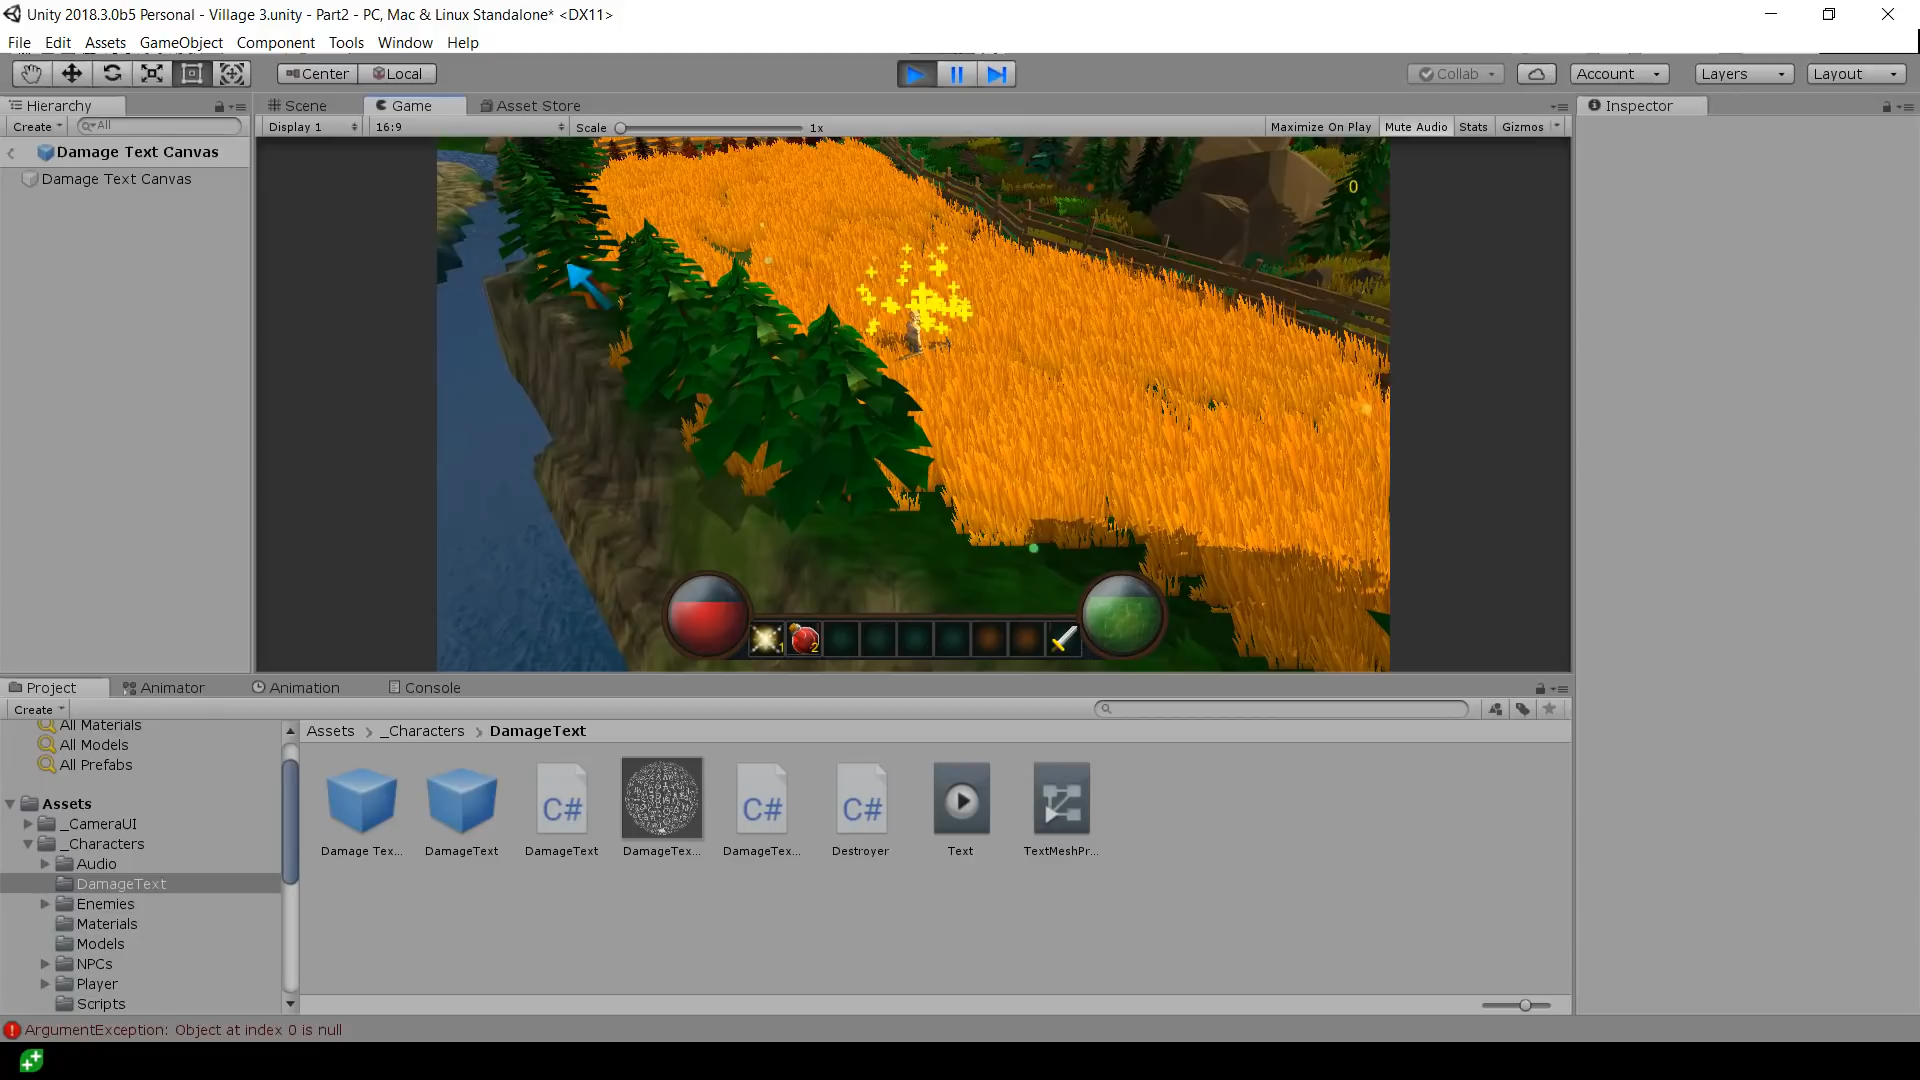 Unity 2018.3.0b5 Personal - Village 3.unity - Part2 - PC, Mac & Linux Standalone* <DX11>
File Edit Assets GameObject Component Tools Window Help
Center Local Collab Account Layers Layout
Hierarchy Scene Game Asset Store Inspector
Create All Display 1 16:9 Scale 1x Maximize On Play Mute Audio Stats Gizmos
Damage Text Canvas
Damage Text Canvas
0
1 2
Project Animator Animation Console
Create
All Materials
All Models
All Prefabs
Assets
_CameraUI
_Characters
Audio
DamageText
Enemies
Materials
Models
NPCs
Player
Scripts
Assets > _Characters > DamageText
C# C# C#
Damage Tex... DamageText DamageText DamageTex... DamageTex... Destroyer Text TextMeshPr...
ArgumentException: Object at index 0 is null